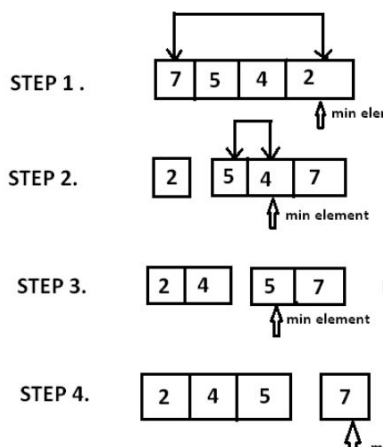 STEP 1 . 7 5 4 2
min
STEP 2. 2 5 4 7
min element
STEP 3. 2 4 5 7
min element
STEP 4. 2 4 5 7